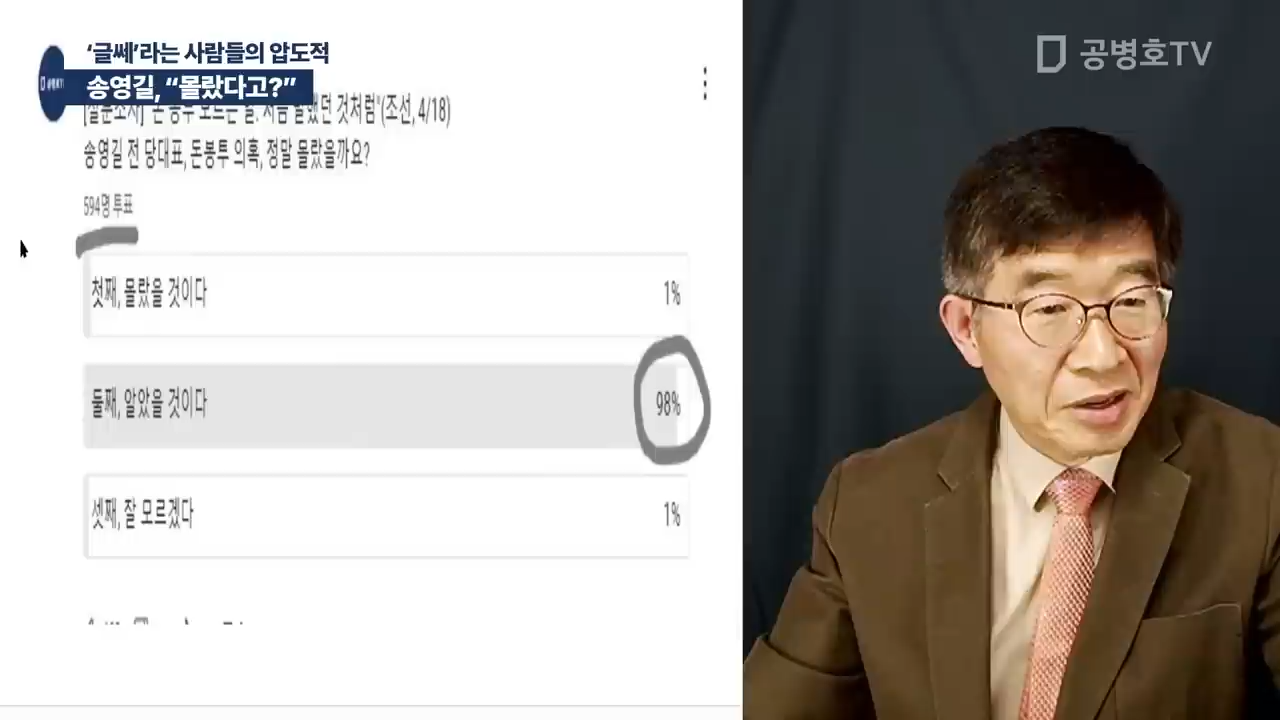 ‘글쎄’라는 사람들의 압도적
송영길, “몰랐다고?”
공병호TV
것처럼"(조선, 4/18)
송영길 전 당대표, 돈봉투 의혹, 정말 몰랐을까요?
594명 투표
첫째, 몰랐을 것이다
1%
둘째, 알았을 것이다
98%
셋째, 잘 모르겠다
1%